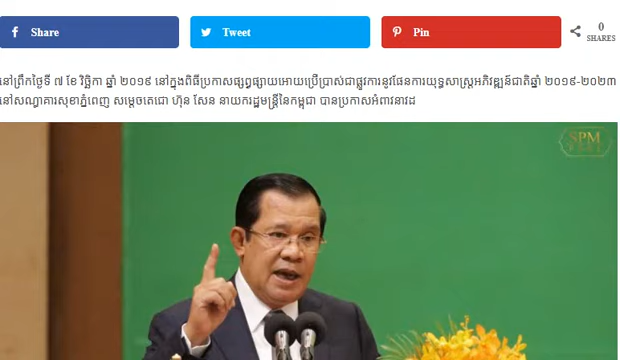 Share
Tweet
Pin
0
SHARES
នៅព្រឹកថ្ងៃទី ៧ ខែ វិច្ឆិកា ឆ្នាំ ២០១៩ នៅក្នុងពិធីប្រកាសផ្សព្វផ្សាយអោយប្រើប្រាស់ជាផ្លូវការនូវផែនការយុទ្ធសាស្ត្រអភិវឌ្ឍន៍ជាតិឆ្នាំ ២០១៩-២០២៣
នៅសណ្ឋាគារសុខាភ្នំពេញ សម្តេចតេជោ ហ៊ុន សែន នាយករដ្ឋមន្ត្រីនៃកម្ពុជា បានប្រកាសអំពាវនាវដ
SPM